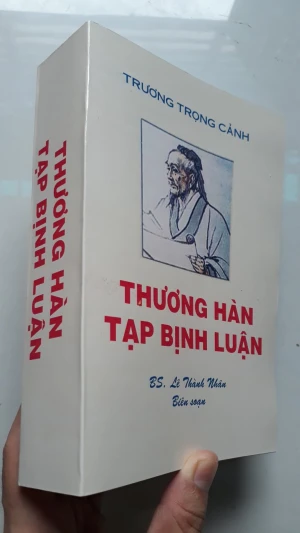 THƯƠNG HÀN
TẠP BỊNH LUẬN
TRƯƠNG TRỌNG CẢNH
THƯƠNG HÀN
TẠP BỊNH LUẬN
BS. Lê Thành Nhân
Biên soạn